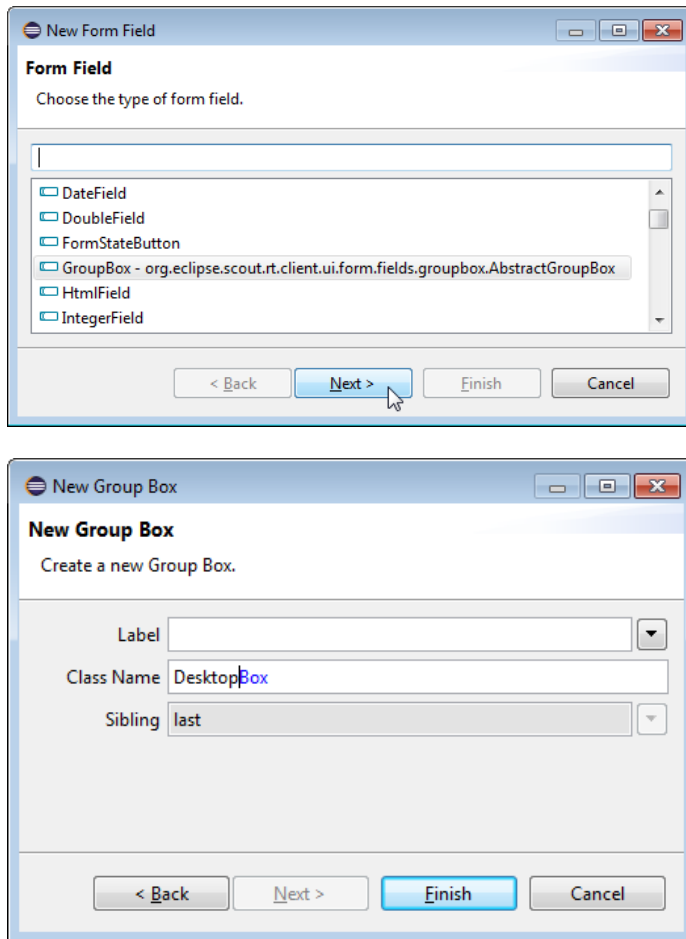 New Form Field
Form Field
Choose the type of form field.
DateField
DoubleField
FormStateButton
GroupBox - org.eclipse.scout.rt.client.ui.form.fields.groupbox.AbstractGroupBox
HtmlField
IntegerField
< Back Next > Finish Cancel
New Group Box
New Group Box
Create a new Group Box.
Label
Class Name DesktopBox
Sibling last
< Back Next > Finish Cancel